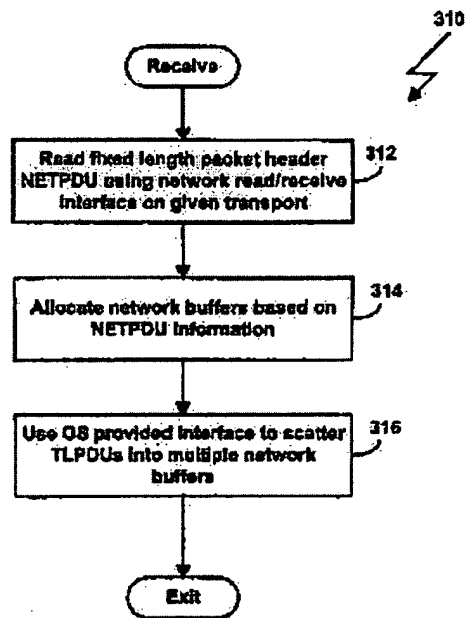 310
Receive
Read fixed length packet header
NETPDU using network read/receive
interface on given transport
312
Allocate network buffers based on
NETPDU information
314
Use OS provided interface to scatter
TLPDUs into multiple network
buffers
316
Exit